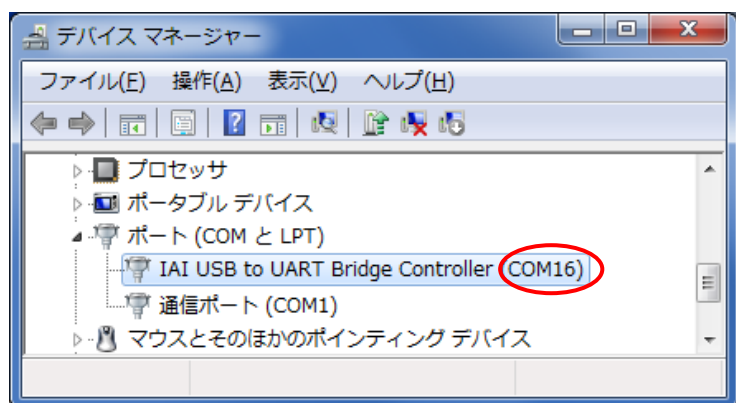 デバイス マネージャー
ファイル(F) 操作(A) 表示(V) ヘルプ(H)
プロセッサ
ポータブル デバイス
ポート (COM と LPT)
IAI USB to UART Bridge Controller (COM16)
通信ポート (COM1)
マウスとそのほかのポインティング デバイス